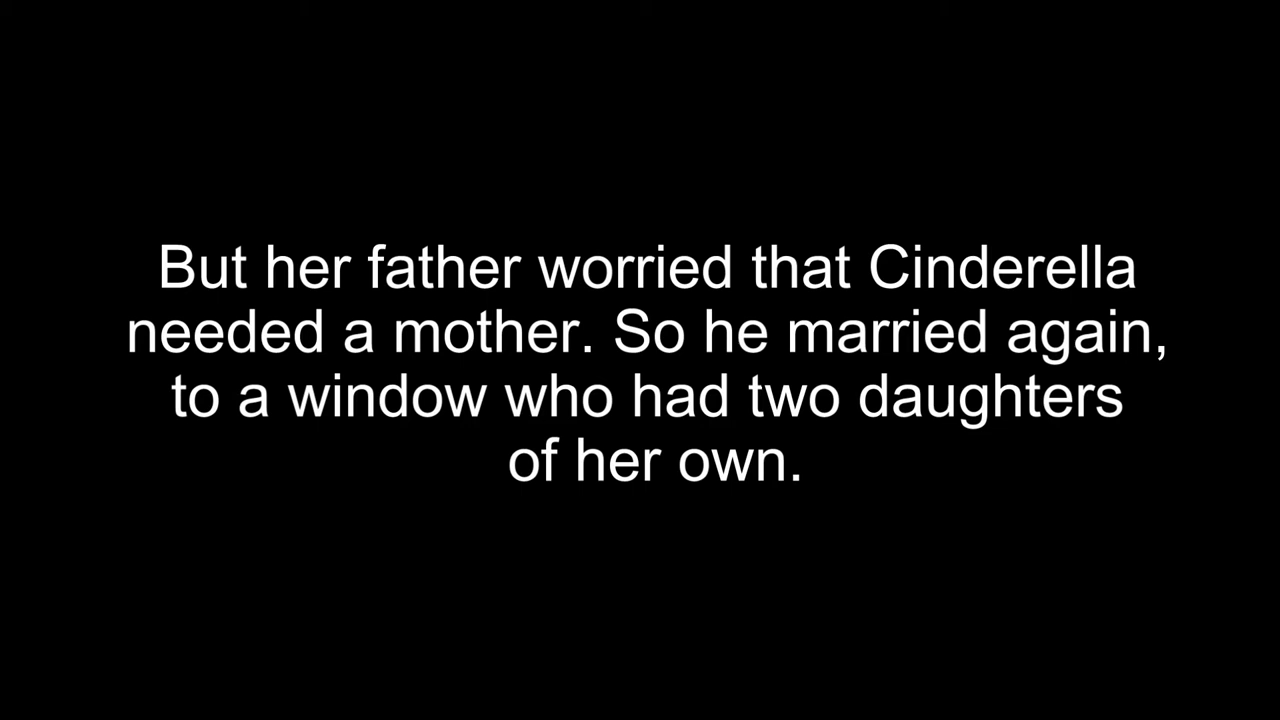 But her father worried that Cinderella
needed a mother. So he married again,
to a window who had two daughters
of her own.